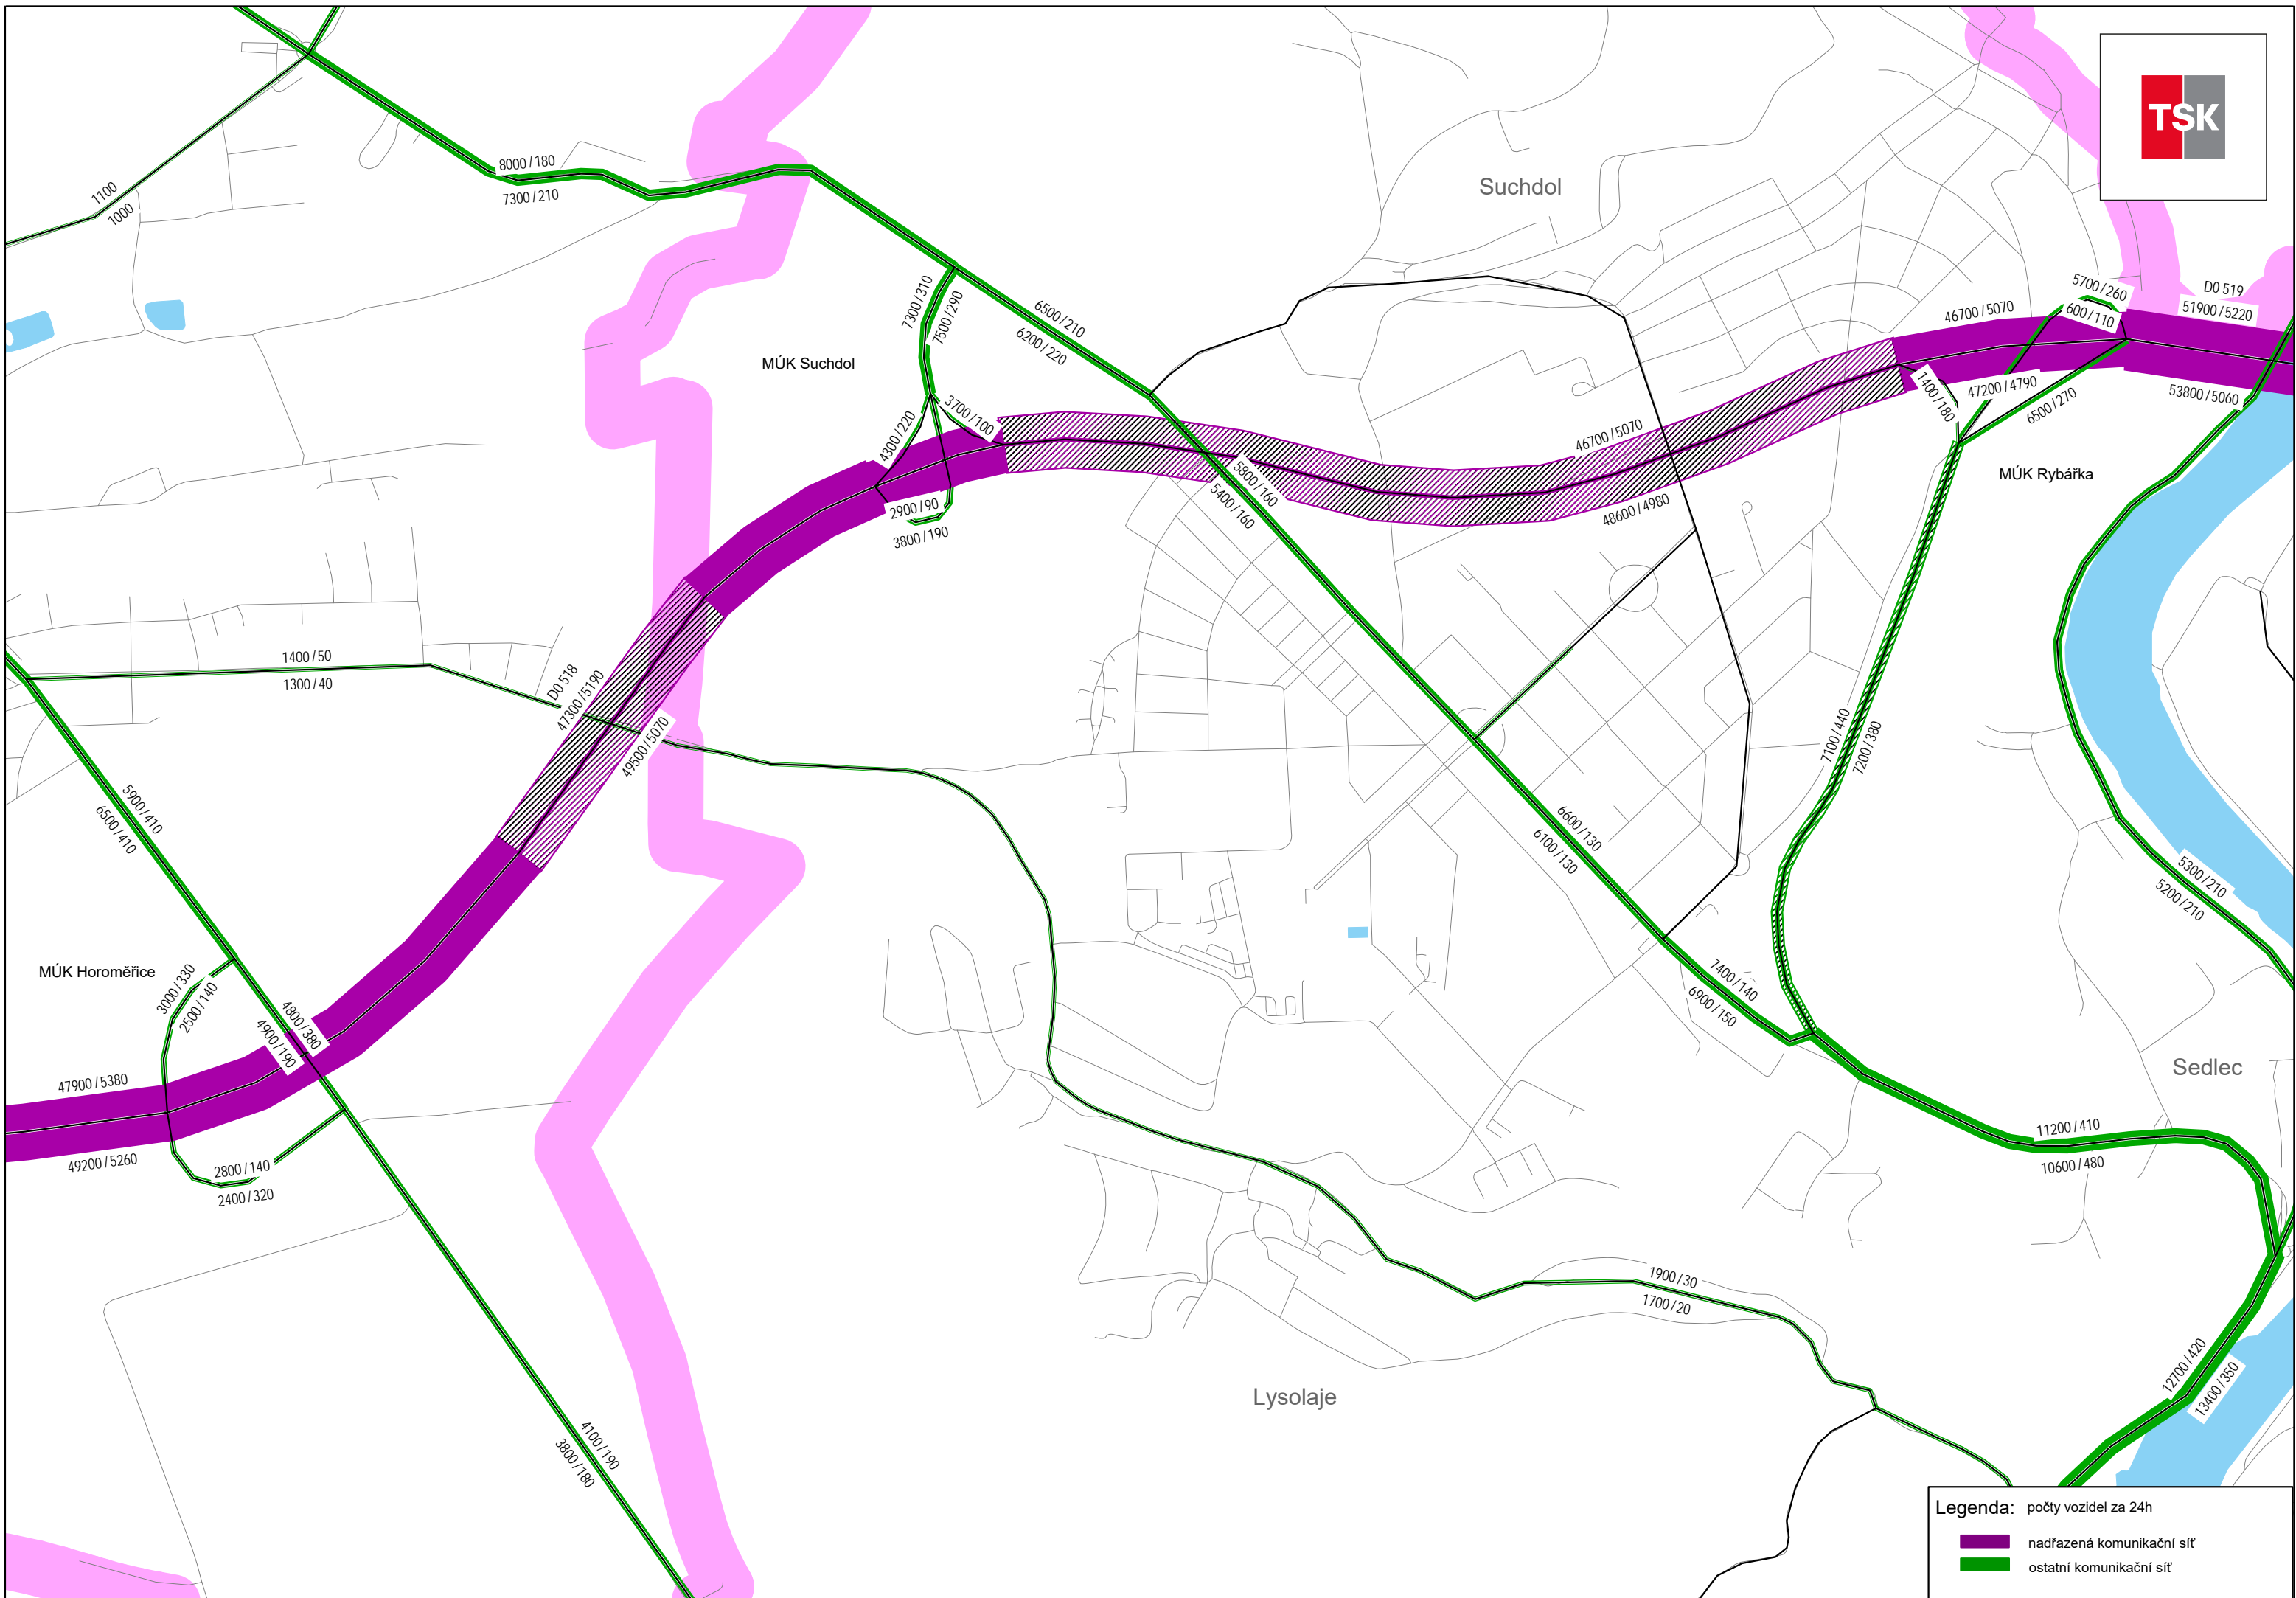 TSK
Suchdol
8000 / 180
7300 / 210
1100
1000
7300 / 310
7500 / 290
6500 / 210
6200 / 220
MÚK Suchdol
5700 / 260
600 / 110
D0 519
51900 / 5220
46700 / 5070
47200 / 4790
1400 / 180
6500 / 270
53800 / 5060
MÚK Rybářka
3700 / 100
4300 / 220
2900 / 90
3800 / 190
46700 / 5070
48600 / 4980
5800 / 160
5400 / 160
1400 / 50
1300 / 40
D0 518
47300 / 5190
49500 / 5070
7100 / 440
7200 / 380
5900 / 410
6500 / 410
6600 / 130
6100 / 130
5300 / 210
5200 / 210
MÚK Horoměřice
3000 / 330
2500 / 140
4800 / 380
4900 / 190
7400 / 140
6900 / 150
Sedlec
47900 / 5380
49200 / 5260
2800 / 140
2400 / 320
11200 / 410
10600 / 480
1900 / 30
1700 / 20
Lysolaje
12700 / 420
13400 / 350
4100 / 190
3800 / 180
Legenda: počty vozidel za 24h
nadřazená komunikační síť
ostatní komunikační síť